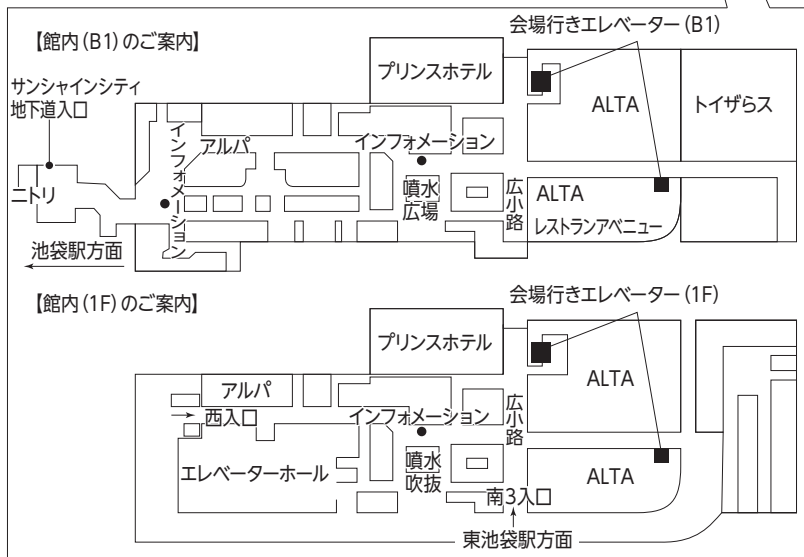 【館内(B1)のご案内】
会場行きエレベーター(B1)
プリンスホテル
サンシャインシティ
地下道入口
ALTA
トイザらス
インフォメーション
アルパ
インフォメーション
ニトリ
噴水
広場
広小路
ALTA
レストランアベニュー
池袋駅方面
【館内(1F)のご案内】
会場行きエレベーター(1F)
プリンスホテル
アルパ
ALTA
西入口
インフォメーション
広小路
エレベーターホール
噴水
吹抜
ALTA
南3入口
東池袋駅方面